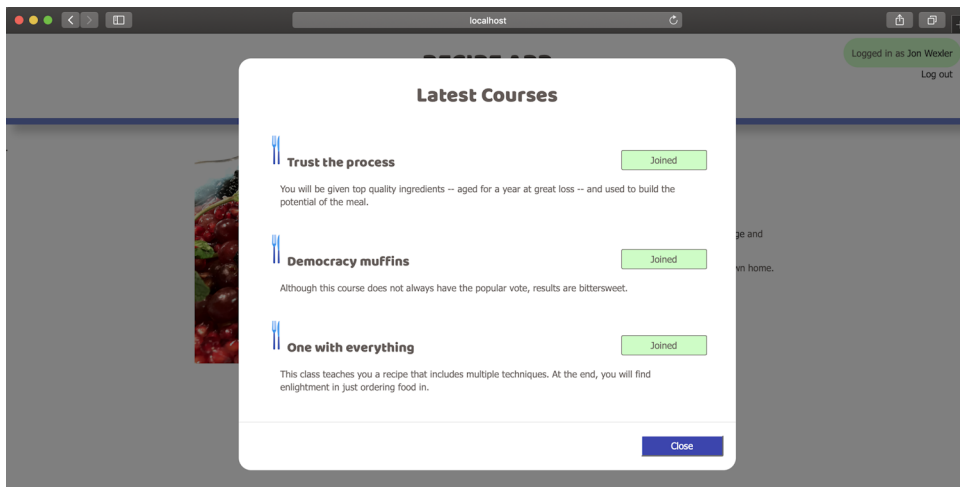 localhost
Logged in as Jon Wexler
Log out
Latest Courses
Trust the process
Joined
You will be given top quality ingredients -- aged for a year at great loss -- and used to build the
potential of the meal.
Democracy muffins
Joined
Although this course does not always have the popular vote, results are bittersweet.
One with everything
Joined
This class teaches you a recipe that includes multiple techniques. At the end, you will find
enlightment in just ordering food in.
Close
ge and
wn home.